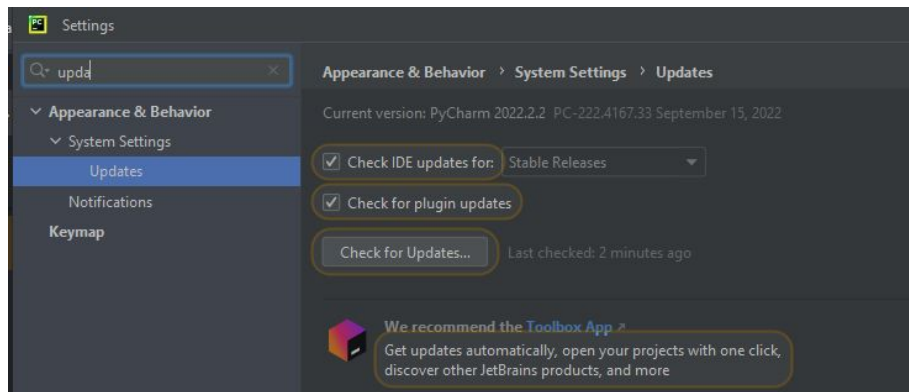 PC Settings
upda
Appearance & Behavior
System Settings
Updates
Notifications
Keymap
Appearance & Behavior › System Settings › Updates
Current version: PyCharm 2022.2.2 PC-222.4167.33 September 15, 2022
Check IDE updates for: Stable Releases
Check for plugin updates
Check for Updates... Last checked: 2 minutes ago
We recommend the Toolbox App ↗
Get updates automatically, open your projects with one click,
discover other JetBrains products, and more